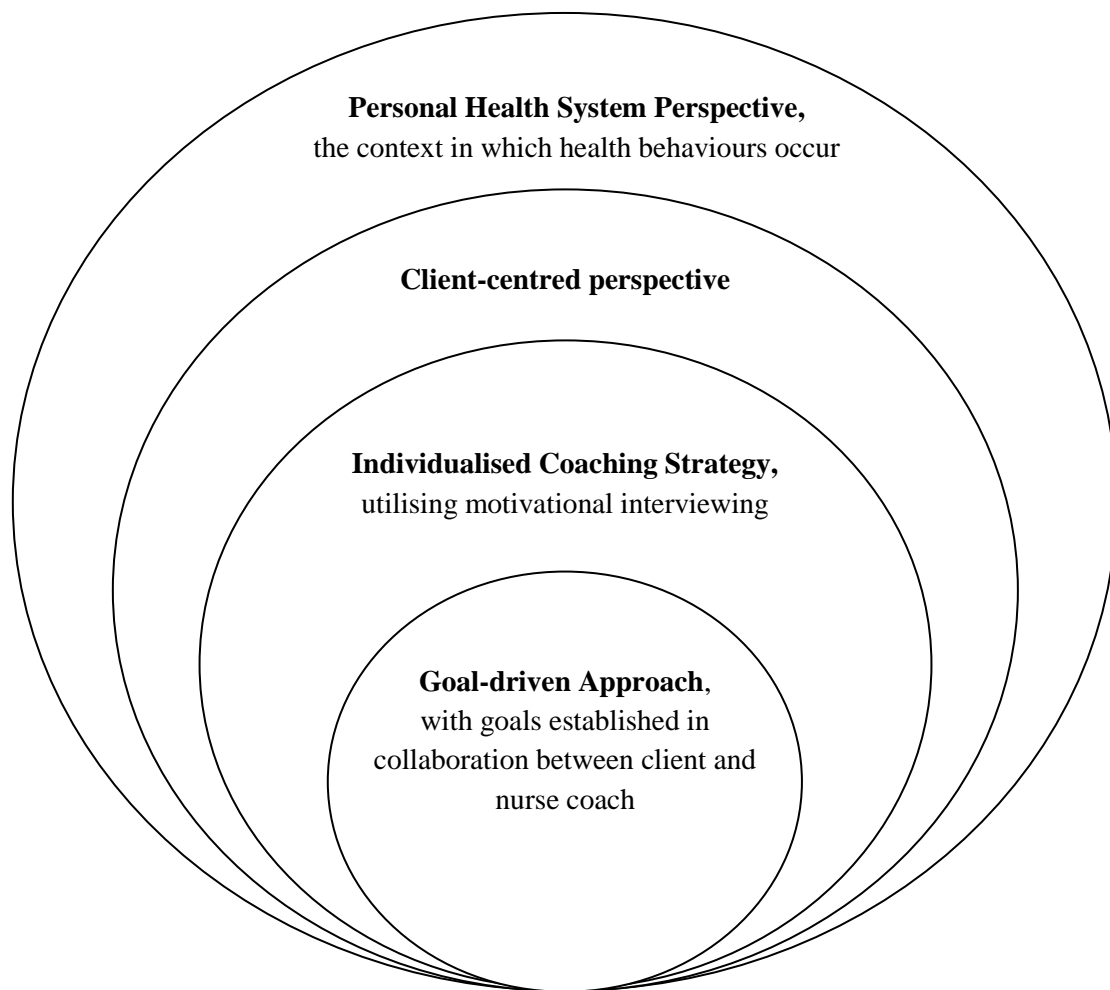 Personal Health System Perspective,
the context in which health behaviours occur
Client-centred perspective
Individualised Coaching Strategy,
utilising motivational interviewing
Goal-driven Approach,
with goals established in
collaboration between client and
nurse coach